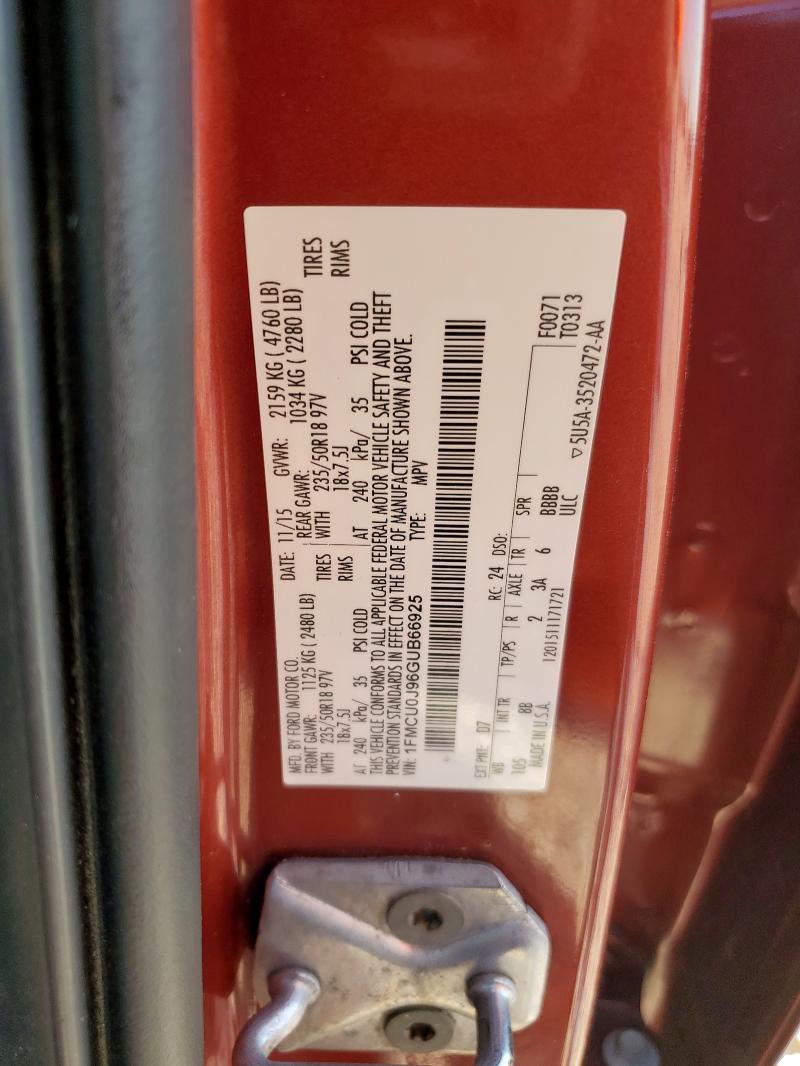 MFD. BY FORD MOTOR CO.
DATE: 11/15 GVWR: 2159 KG ( 4760 LB)
FRONT GAWR: 1125 KG ( 2480 LB) REAR GAWR: 1034 KG ( 2280 LB)
WITH 235/50R18 97V TIRES WITH 235/50R18 97V TIRES
18x7.5J RIMS 18x7.5J RIMS
AT 240 kPa/ 35 PSI COLD AT 240 kPa/ 35 PSI COLD
THIS VEHICLE CONFORMS TO ALL APPLICABLE FEDERAL MOTOR VEHICLE SAFETY AND THEFT
PREVENTION STANDARDS IN EFFECT ON THE DATE OF MANUFACTURE SHOWN ABOVE.
VIN: 1FMCU0J96GUB66925 TYPE: MPV
EXT PNT: D7 RC: 24 DSO:
WB INT TR TP/PS R AXLE TR SPR F0071
105 8B 2 3A 6 BBBB T0313
MADE IN U.S.A. 1201511171721 ULC
▽5U5A-3520472-AA